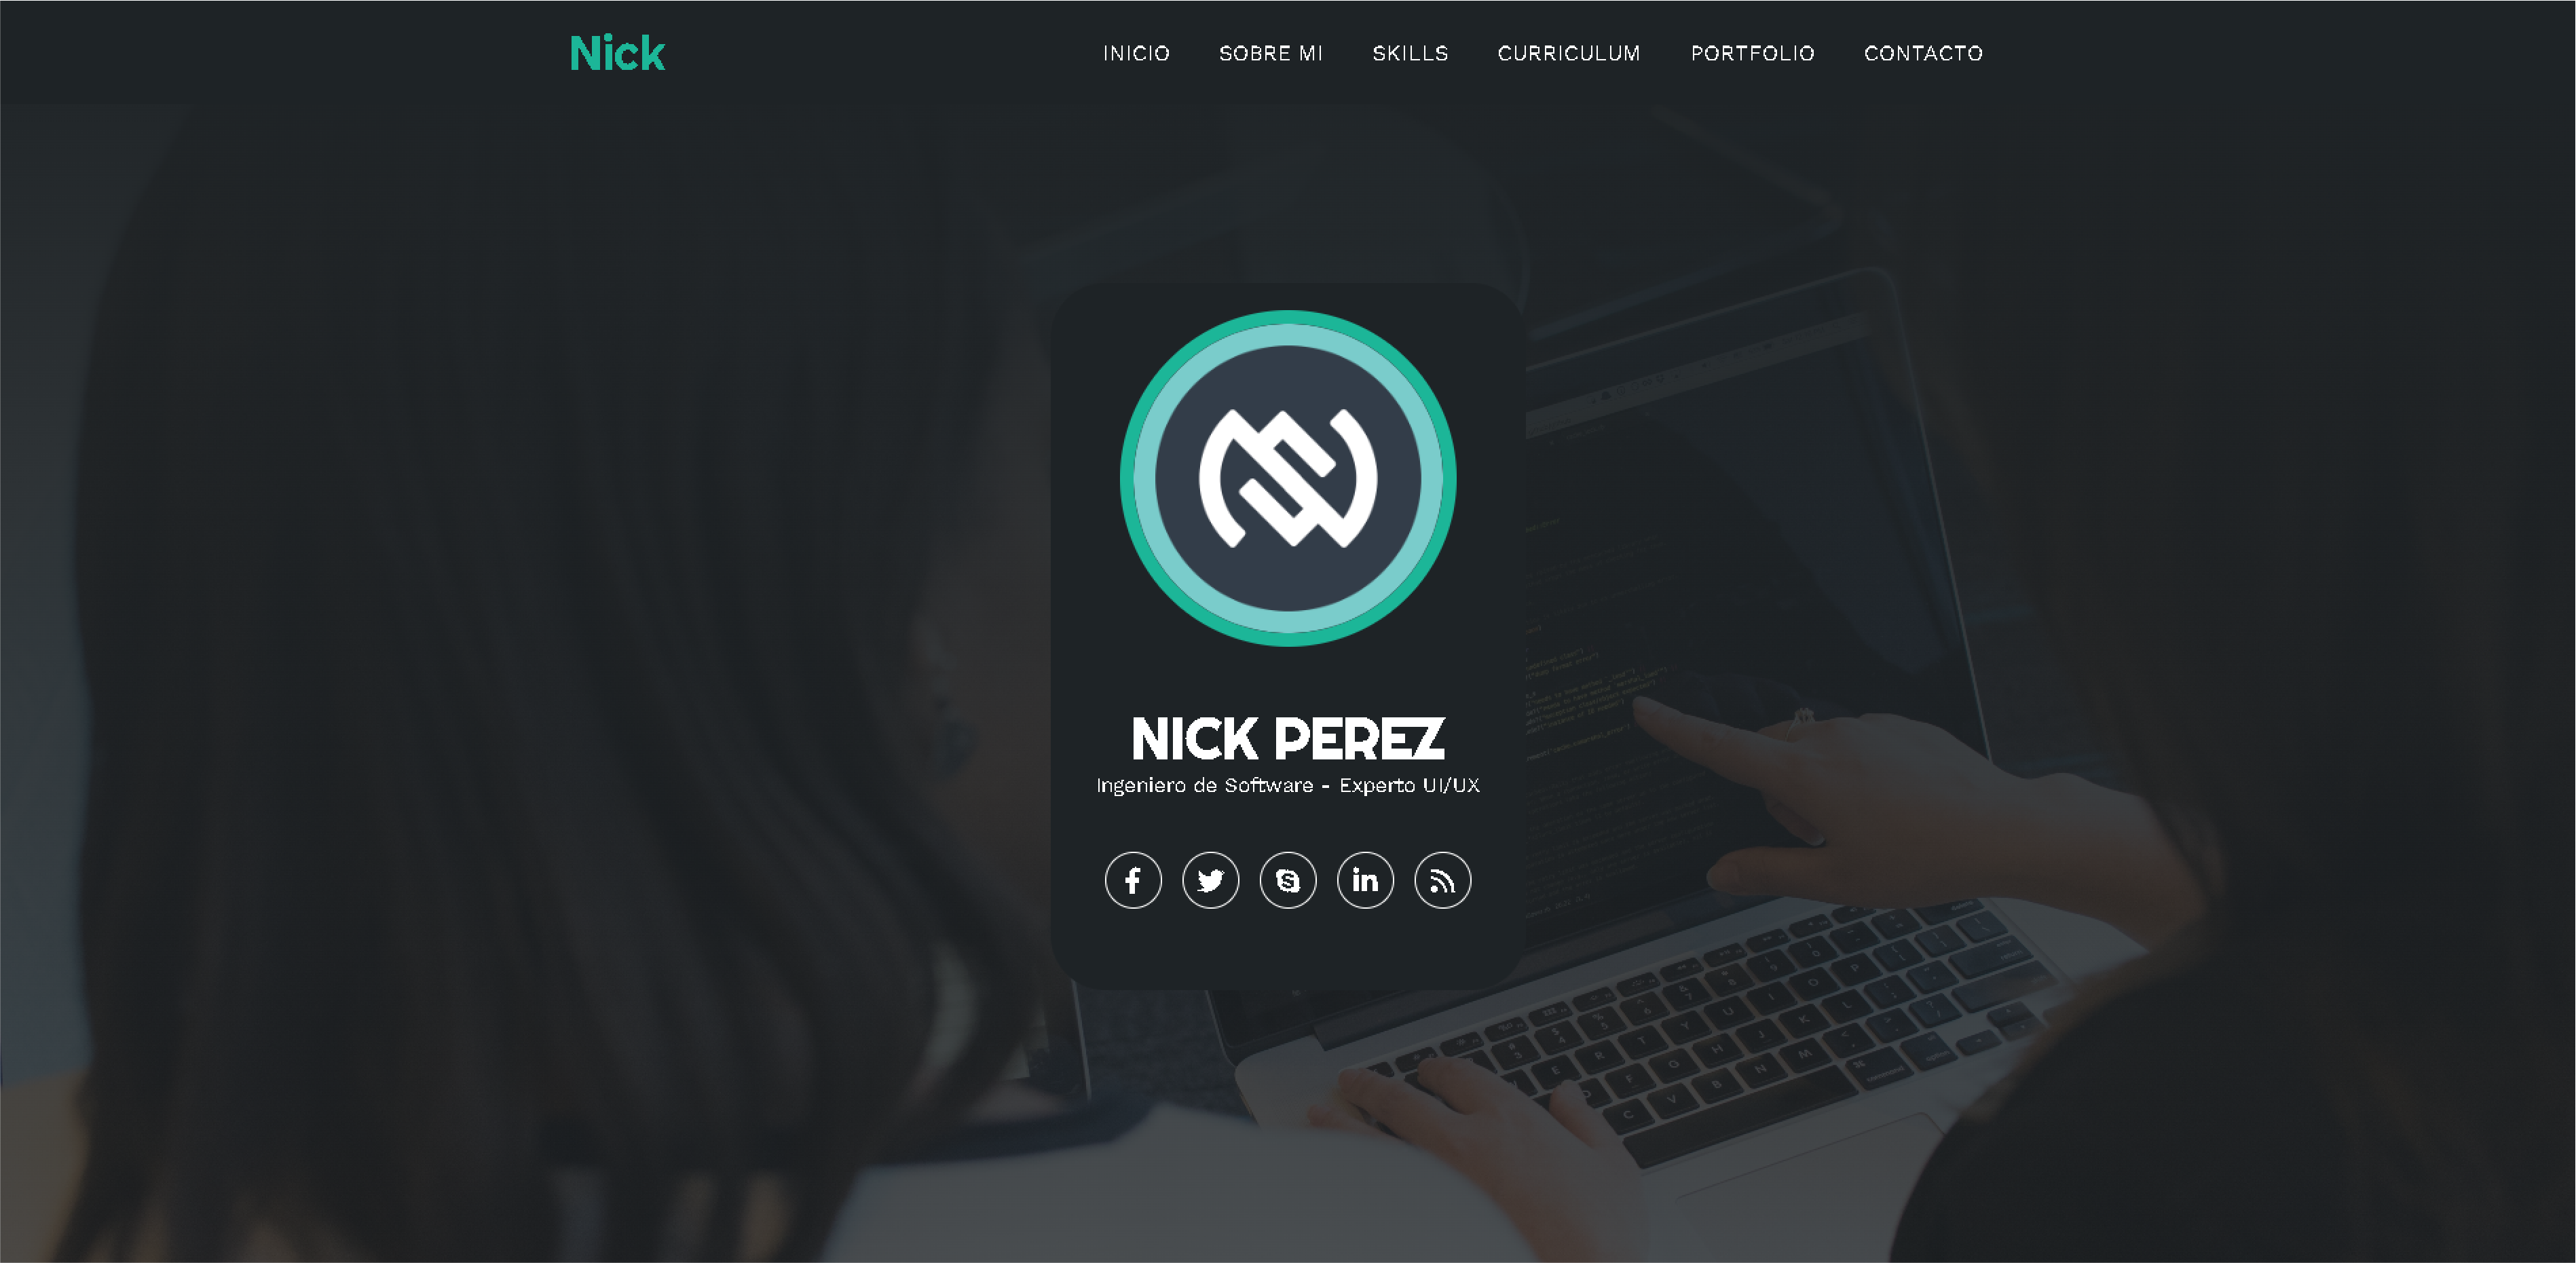 Nick
INICIO SOBRE MI SKILLS CURRICULUM PORTFOLIO CONTACTO
NICK PEREZ
Ingeniero de Software - Experto UI/UX